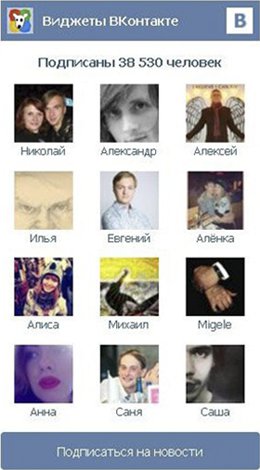 Виджеты ВКонтакте
В
Подписаны 38 530 человек
Николай Александр Алексей
Илья Евгений Алёнка
Алиса Михаил Migele
Анна Саня Саша
Подписаться на новости